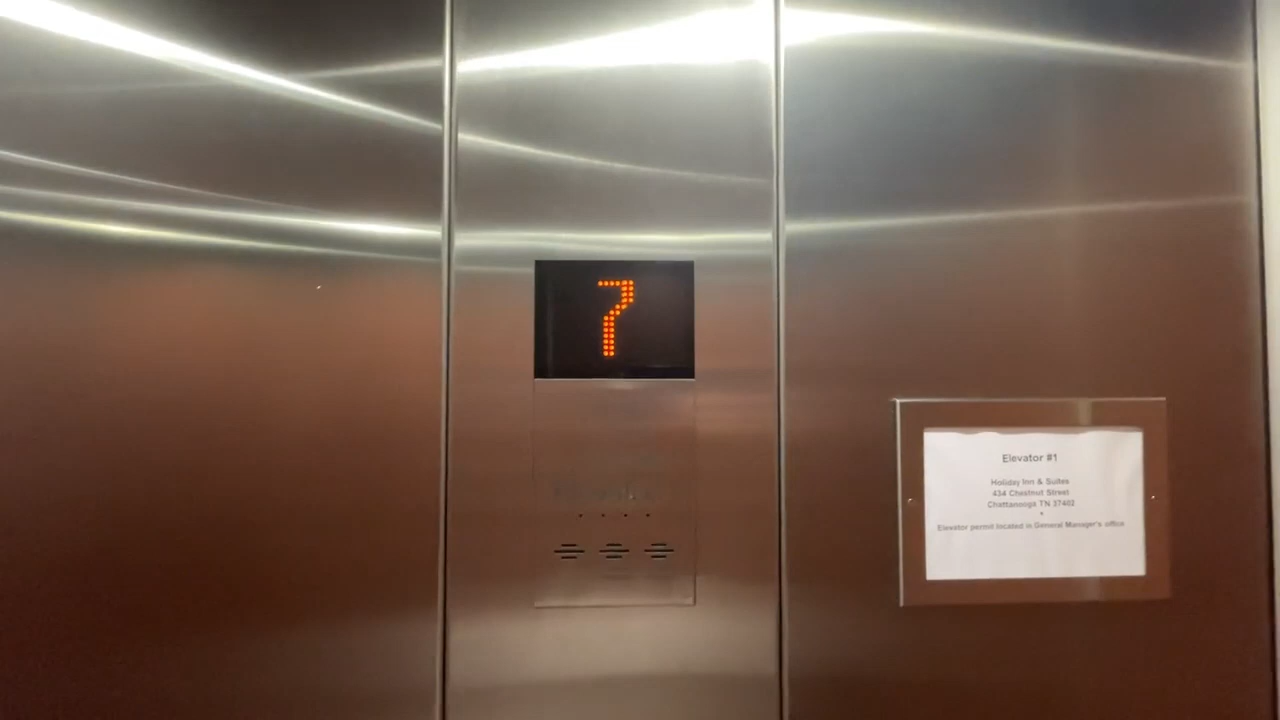 7
Elevator #1
Holiday Inn & Suites
434 Chestnut Street
Chattanooga TN 37402
Elevator permit located in General Manager's office